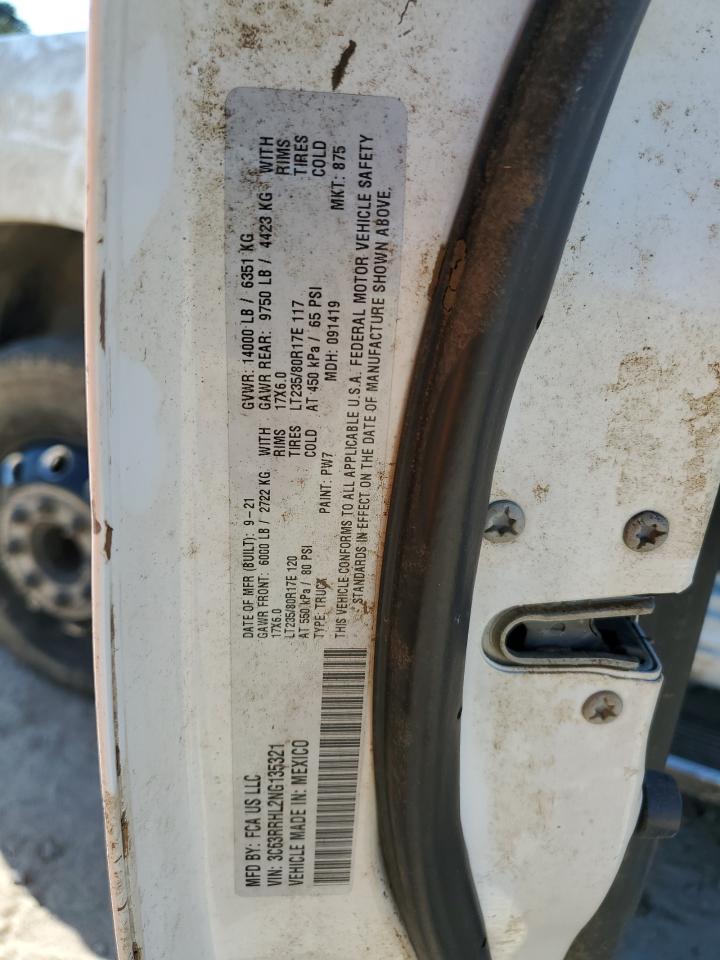 MFD BY: FCA US LLC
VIN: 3C63RRHL2NG135321
VEHICLE MADE IN: MEXICO
DATE OF MFR (BUILT): 9-21 GVWR: 14000 LB / 6351 KG
GAWR FRONT: 6000 LB / 2722 KG WITH GAWR REAR: 9750 LB / 4423 KG WITH
17X6.0 RIMS 17X6.0 RIMS
LT235/80R17E 120 TIRES LT235/80R17E 117 TIRES
AT 550 kPa / 80 PSI COLD AT 450 kPa / 65 PSI COLD
TYPE: TRUCK PAINT: PW7 MDH: 091419 MKT: 875
THIS VEHICLE CONFORMS TO ALL APPLICABLE U.S.A. FEDERAL MOTOR VEHICLE SAFETY
STANDARDS IN EFFECT ON THE DATE OF MANUFACTURE SHOWN ABOVE.